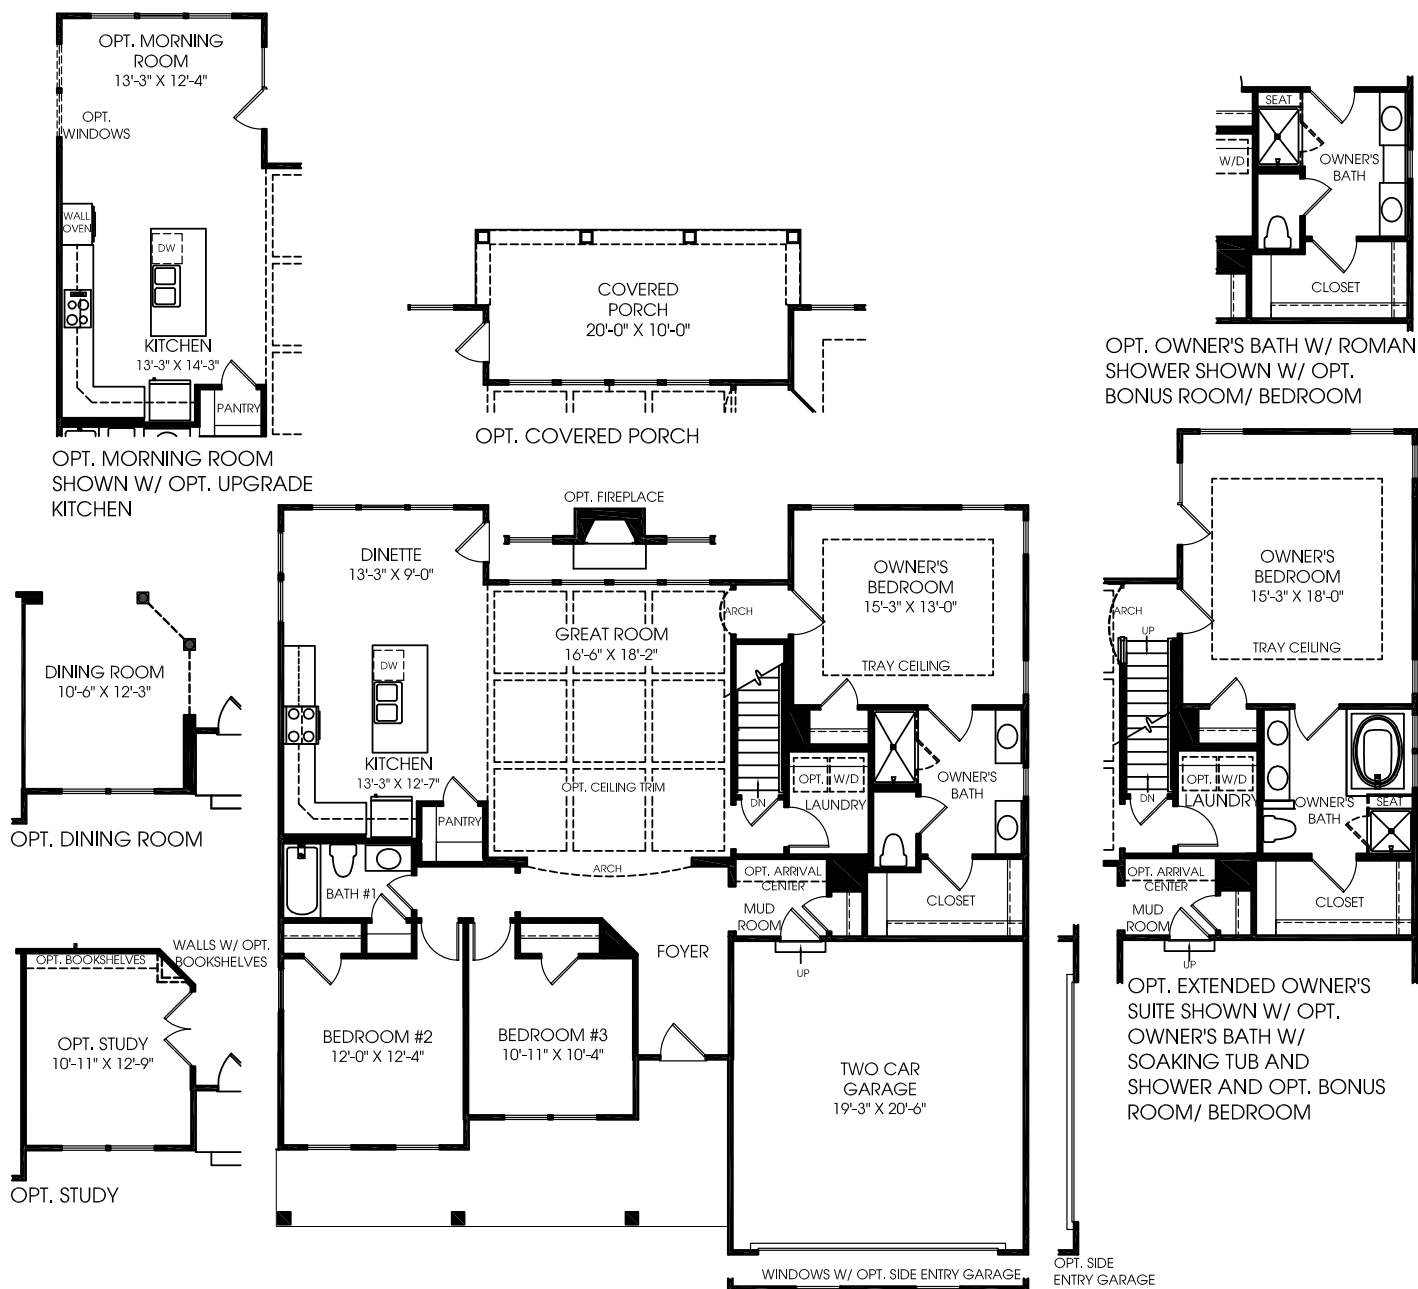 OPT. MORNING
ROOM
13'-3" X 12'-4"
OPT.
WINDOWS
WALL
OVEN
DW
KITCHEN
13'-3" X 14'-3"
PANTRY
OPT. MORNING ROOM
SHOWN W/ OPT. UPGRADE
KITCHEN
COVERED
PORCH
20'-0" X 10'-0"
OPT. COVERED PORCH
SEAT
W/D
OWNER'S
BATH
CLOSET
OPT. OWNER'S BATH W/ ROMAN
SHOWER SHOWN W/ OPT.
BONUS ROOM/ BEDROOM
DINING ROOM
10'-6" X 12'-3"
OPT. DINING ROOM
WALLS W/ OPT.
BOOKSHELVES
OPT. BOOKSHELVES
OPT. STUDY
10'-11" X 12'-9"
OPT. STUDY
OPT. FIREPLACE
DINETTE
13'-3" X 9'-0"
DW
KITCHEN
13'-3" X 12'-7"
PANTRY
GREAT ROOM
16'-6" X 18'-2"
OPT. CEILING TRIM
ARCH
ARCH
OWNER'S
BEDROOM
15'-3" X 13'-0"
TRAY CEILING
DN
OPT.
W/D
LAUNDRY
OWNER'S
BATH
CLOSET
OPT. ARRIVAL
CENTER
MUD
ROOM
UP
BATH #1
FOYER
BEDROOM #2
12'-0" X 12'-4"
BEDROOM #3
10'-11" X 10'-4"
TWO CAR
GARAGE
19'-3" X 20'-6"
WINDOWS W/ OPT. SIDE ENTRY GARAGE
OPT. SIDE
ENTRY GARAGE
OWNER'S
BEDROOM
15'-3" X 18'-0"
TRAY CEILING
ARCH
UP
DN
OPT.
W/D
LAUNDRY
OWNER'S
BATH
SEAT
OPT. ARRIVAL
CENTER
MUD
ROOM
UP
CLOSET
OPT. EXTENDED OWNER'S
SUITE SHOWN W/ OPT.
OWNER'S BATH W/
SOAKING TUB AND
SHOWER AND OPT. BONUS
ROOM/ BEDROOM